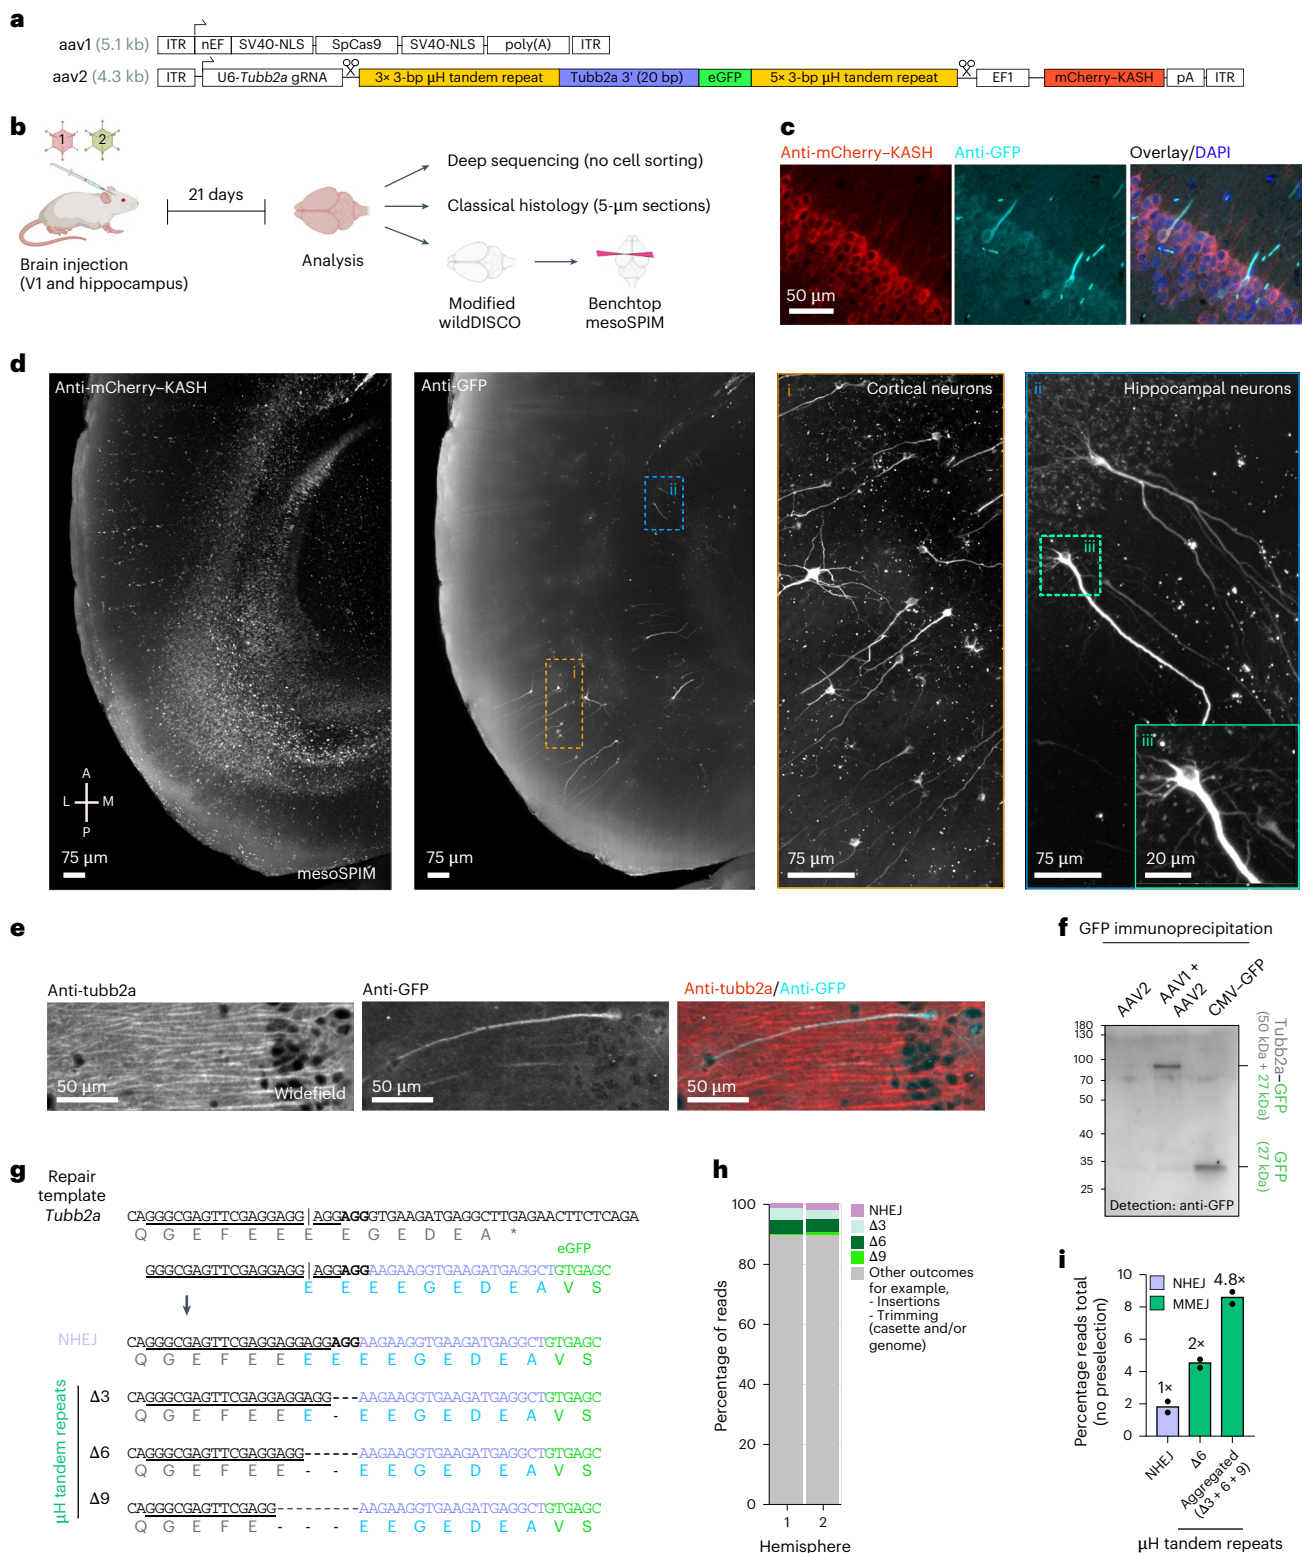 a
aav1 (5.1 kb) ITR nEF SV40-NLS SpCas9 SV40-NLS poly(A) ITR
aav2 (4.3 kb) ITR U6-Tubb2a gRNA 3× 3-bp µH tandem repeat Tubb2a 3′ (20 bp) eGFP 5× 3-bp µH tandem repeat EF1 mCherry–KASH pA ITR
b
1 2
21 days
Brain injection
(V1 and hippocampus)
Analysis
Deep sequencing (no cell sorting)
Classical histology (5-µm sections)
Modified
wildDISCO
Benchtop
mesoSPIM
c
Anti-mCherry–KASH Anti-GFP Overlay/DAPI
50 µm
d
Anti-mCherry–KASH
A
L M
P
75 µm
mesoSPIM
Anti-GFP
ii
i
75 µm
i Cortical neurons
75 µm
ii Hippocampal neurons
iii
iii
75 µm
20 µm
e
Anti-tubb2a Anti-GFP Anti-tubb2a/Anti-GFP
50 µm Widefield
50 µm
50 µm
f
GFP immunoprecipitation
AAV2
AAV1 +
AAV2
CMV–GFP
180
130
100
70
50
40
35
25
Tubb2a–GFP
(50 kDa + 27 kDa)
GFP
(27 kDa)
Detection: anti-GFP
g
Repair
template
Tubb2a
CAGGGCGAGTTCGAGGAGG|AGGAGGGTGAAGATGAGGCTTGAGAACTTCTCAGA
Q G E F E E E E G E D E A *
eGFP
GGGCGAGTTCGAGGAGG|AGGAGGAAGAAGGTGAAGATGAGGCTGTGAGC
E E E E G E D E A V S
NHEJ
CAGGGCGAGTTCGAGGAGGAGGAGGAAGAAGGTGAAGATGAGGCTGTGAGC
Q G E F E E E E E E G E D E A V S
µH tandem repeats
Δ3
CAGGGCGAGTTCGAGGAGGAGG---AAGAAGGTGAAGATGAGGCTGTGAGC
Q G E F E E E - E E G E D E A V S
Δ6
CAGGGCGAGTTCGAGGAGG------AAGAAGGTGAAGATGAGGCTGTGAGC
Q G E F E E - - E E G E D E A V S
Δ9
CAGGGCGAGTTCGAGG---------AAGAAGGTGAAGATGAGGCTGTGAGC
Q G E F E - - - E E G E D E A V S
h
Percentage of reads
100
80
60
40
20
0
1 2
Hemisphere
NHEJ
Δ3
Δ6
Δ9
Other outcomes
for example,
- Insertions
- Trimming
(casette and/or
genome)
i
Percentage reads total
(no preselection)
10
8
6
4
2
0
NHEJ
MMEJ
1×
2×
4.8×
NHEJ
Δ6
Aggregated
(Δ3 + 6 + 9)
µH tandem repeats